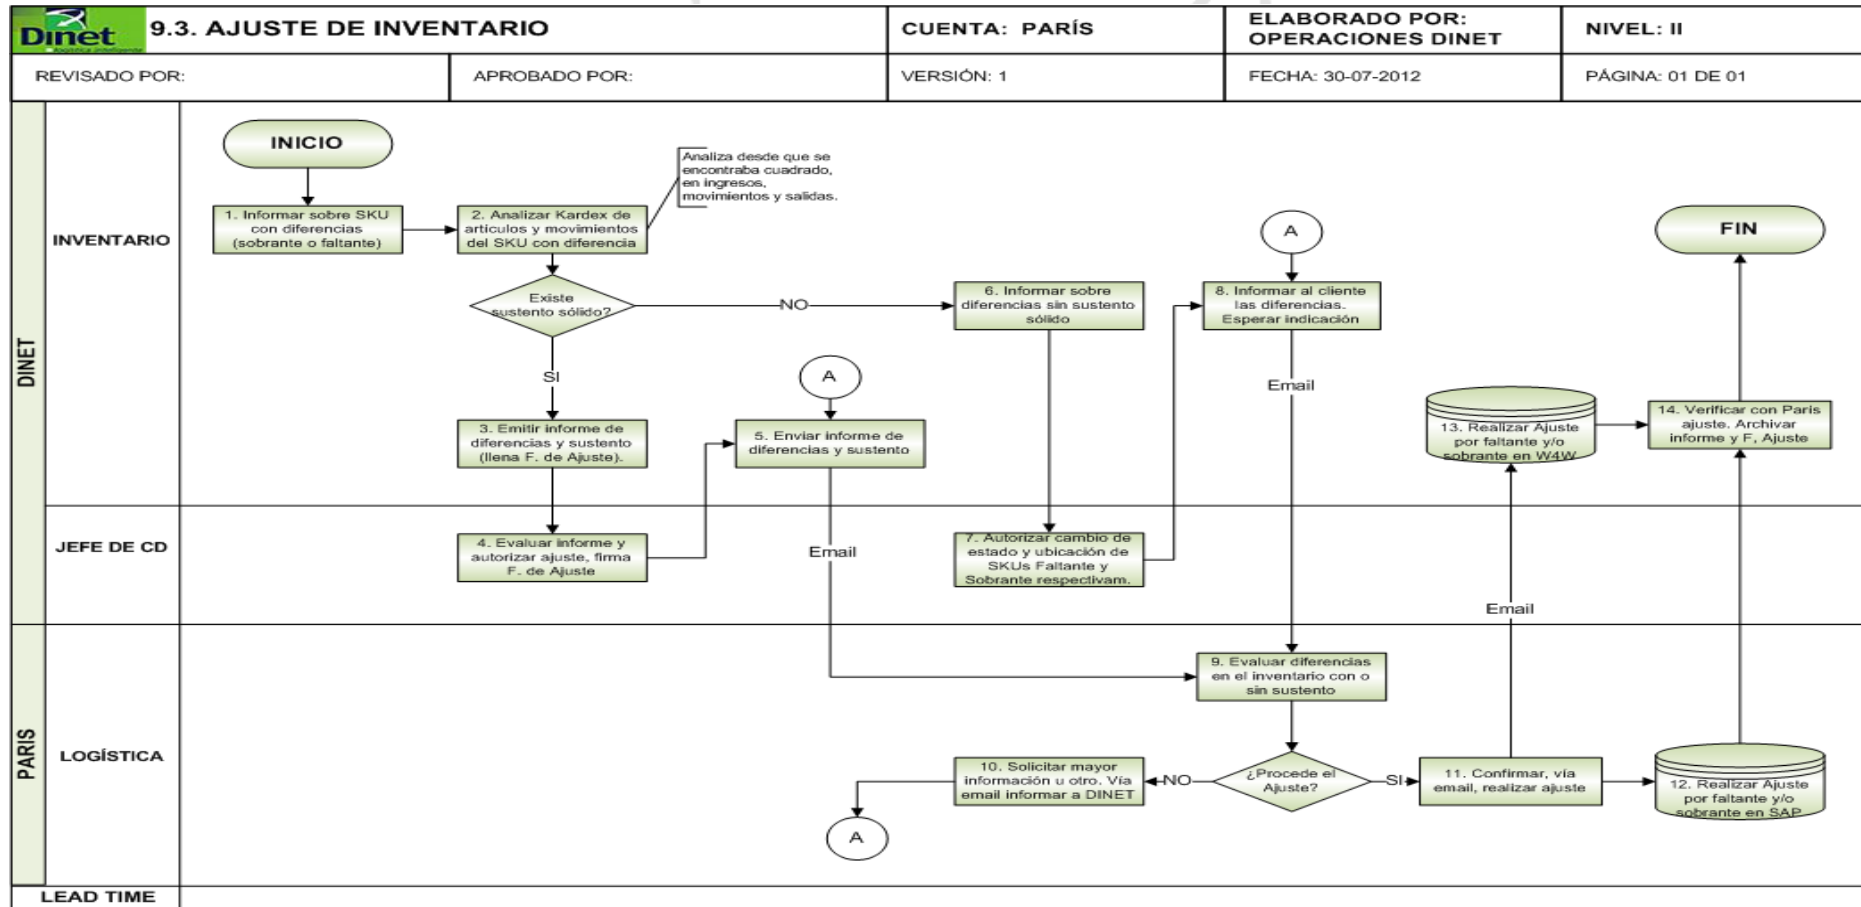 Dinet
logística inteligente
9.3. AJUSTE DE INVENTARIO
CUENTA: PARÍS
ELABORADO POR:
OPERACIONES DINET
NIVEL: II
REVISADO POR:
APROBADO POR:
VERSIÓN: 1
FECHA: 30-07-2012
PÁGINA: 01 DE 01
DINET
INVENTARIO
INICIO
1. Informar sobre SKU
con diferencias
(sobrante o faltante)
2. Analizar Kardex de
artículos y movimientos
del SKU con diferencia
Analiza desde que se
encontraba cuadrado,
en ingresos,
movimientos y salidas.
Existe
sustento sólido?
NO
SI
6. Informar sobre
diferencias sin sustento
sólido
A
8. Informar al cliente
las diferencias.
Esperar indicación
FIN
3. Emitir informe de
diferencias y sustento
(llena F. de Ajuste).
A
5. Enviar informe de
diferencias y sustento
Email
13. Realizar Ajuste
por faltante y/o
sobrante en W4W
14. Verificar con Paris
ajuste. Archivar
informe y F, Ajuste
JEFE DE CD
4. Evaluar informe y
autorizar ajuste, firma
F. de Ajuste
Email
7. Autorizar cambio de
estado y ubicación de
SKUs Faltante y
Sobrante respectivam.
Email
PARIS
LOGÍSTICA
9. Evaluar diferencias
en el inventario con o
sin sustento
10. Solicitar mayor
información u otro. Vía
email informar a DINET
NO
¿Procede el
Ajuste?
SI
11. Confirmar, vía
email, realizar ajuste
12. Realizar Ajuste
por faltante y/o
sobrante en SAP
A
LEAD TIME